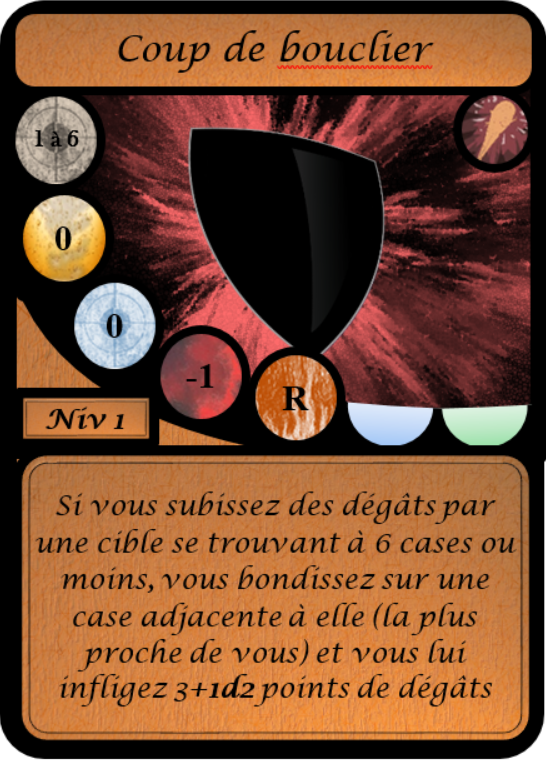 Coup de bouclier
1 à 6
0
0
-1
R
Niv 1
Si vous subissez des dégâts par
une cible se trouvant à 6 cases ou
moins, vous bondissez sur une
case adjacente à elle (la plus
proche de vous) et vous lui
infligez 3+1d2 points de dégâts